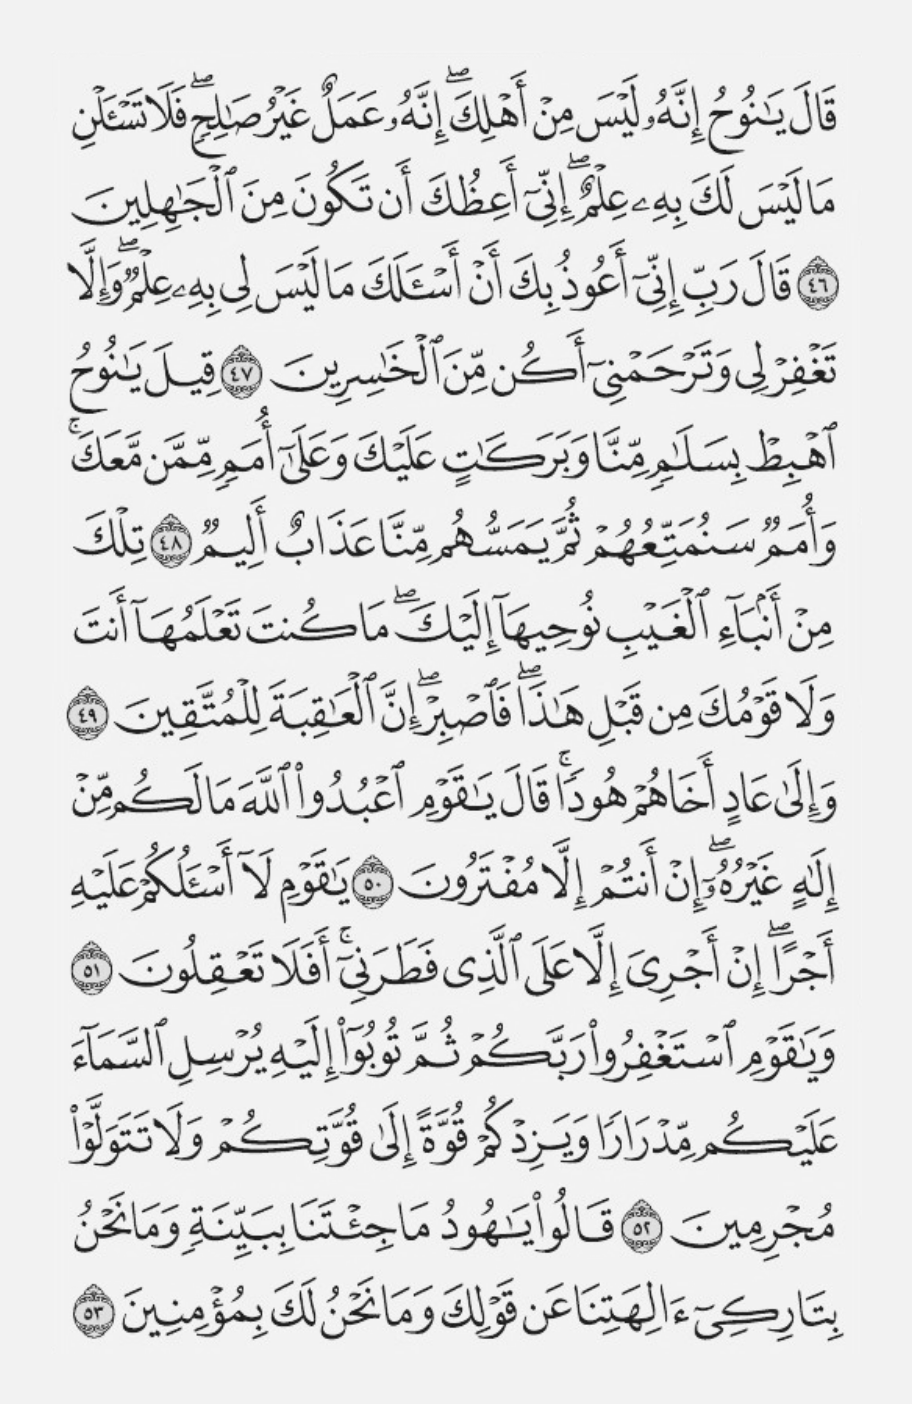 قَالَ يَٰنُوحُ إِنَّهُۥ لَيۡسَ مِنۡ أَهۡلِكَۖ إِنَّهُۥ عَمَلٌ غَيۡرُ صَٰلِحٖۖ فَلَا تَسۡـَٔلۡنِ
مَا لَيۡسَ لَكَ بِهِۦ عِلۡمٌۖ إِنِّيٓ أَعِظُكَ أَن تَكُونَ مِنَ ٱلۡجَٰهِلِينَ
٤٦ قَالَ رَبِّ إِنِّيٓ أَعُوذُ بِكَ أَنۡ أَسۡـَٔلَكَ مَا لَيۡسَ لِي بِهِۦ عِلۡمٞۖ وَإِلَّا
تَغۡفِرۡ لِي وَتَرۡحَمۡنِيٓ أَكُن مِّنَ ٱلۡخَٰسِرِينَ ٤٧ قِيلَ يَٰنُوحُ
ٱهۡبِطۡ بِسَلَٰمٖ مِّنَّا وَبَرَكَٰتٍ عَلَيۡكَ وَعَلَىٰٓ أُمَمٖ مِّمَّن مَّعَكَۚ
وَأُمَمٞ سَنُمَتِّعُهُمۡ ثُمَّ يَمَسُّهُم مِّنَّا عَذَابٌ أَلِيمٞ ٤٨ تِلۡكَ
مِنۡ أَنۢبَآءِ ٱلۡغَيۡبِ نُوحِيهَآ إِلَيۡكَۖ مَا كُنتَ تَعۡلَمُهَآ أَنتَ
وَلَا قَوۡمُكَ مِن قَبۡلِ هَٰذَاۖ فَٱصۡبِرۡۖ إِنَّ ٱلۡعَٰقِبَةَ لِلۡمُتَّقِينَ ٤٩
وَإِلَىٰ عَادٍ أَخَاهُمۡ هُودٗاۚ قَالَ يَٰقَوۡمِ ٱعۡبُدُواْ ٱللَّهَ مَا لَكُم مِّنۡ
إِلَٰهٍ غَيۡرُهُۥٓۖ إِنۡ أَنتُمۡ إِلَّا مُفۡتَرُونَ ٥٠ يَٰقَوۡمِ لَآ أَسۡـَٔلُكُمۡ عَلَيۡهِ
أَجۡرًاۖ إِنۡ أَجۡرِيَ إِلَّا عَلَى ٱلَّذِي فَطَرَنِيٓۚ أَفَلَا تَعۡقِلُونَ ٥١
وَيَٰقَوۡمِ ٱسۡتَغۡفِرُواْ رَبَّكُمۡ ثُمَّ تُوبُوٓاْ إِلَيۡهِ يُرۡسِلِ ٱلسَّمَآءَ
عَلَيۡكُم مِّدۡرَارٗا وَيَزِدۡكُمۡ قُوَّةً إِلَىٰ قُوَّتِكُمۡ وَلَا تَتَوَلَّوۡاْ
مُجۡرِمِينَ ٥٢ قَالُواْ يَٰهُودُ مَا جِئۡتَنَا بِبَيِّنَةٖ وَمَا نَحۡنُ
بِتَارِكِيٓ ءَالِهَتِنَا عَن قَوۡلِكَ وَمَا نَحۡنُ لَكَ بِمُؤۡمِنِينَ ٥٣